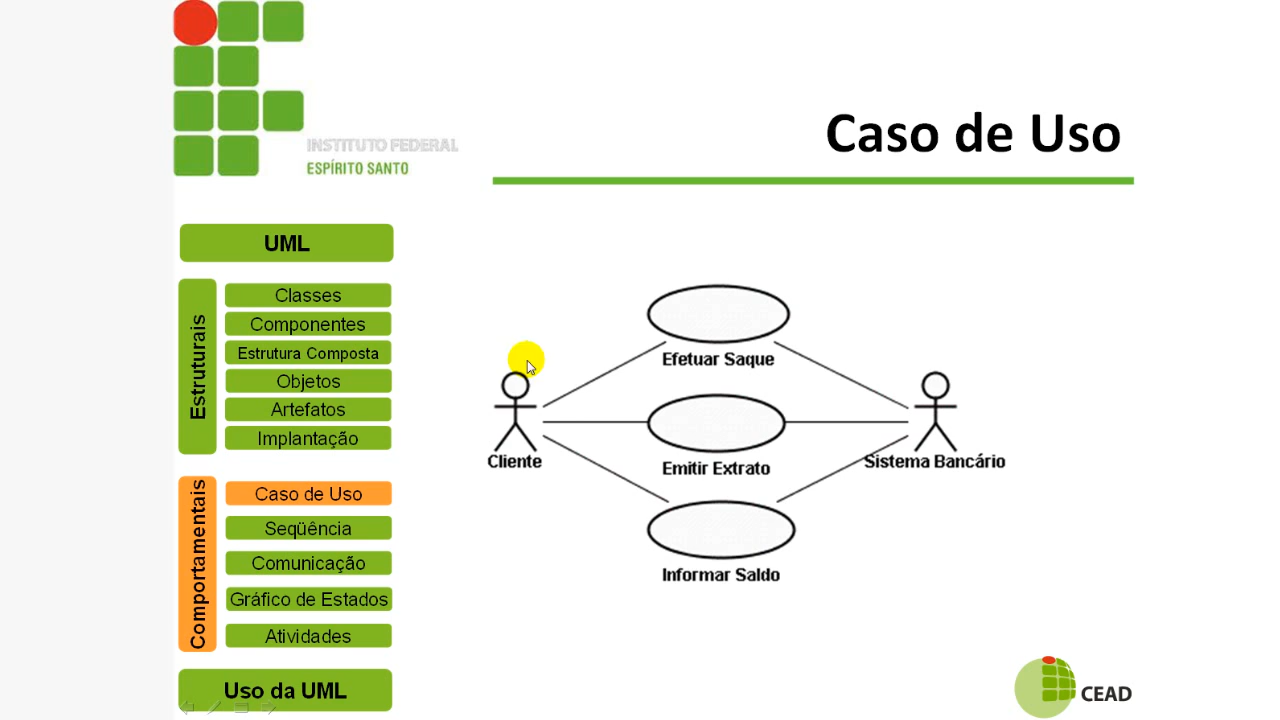 INSTITUTO FEDERAL
ESPÍRITO SANTO
Caso de Uso
UML
Estruturais
Classes
Componentes
Estrutura Composta
Objetos
Artefatos
Implantação
Comportamentais
Caso de Uso
Seqüência
Comunicação
Gráfico de Estados
Atividades
Uso da UML
Efetuar Saque
Cliente
Emitir Extrato
Sistema Bancário
Informar Saldo
CEAD